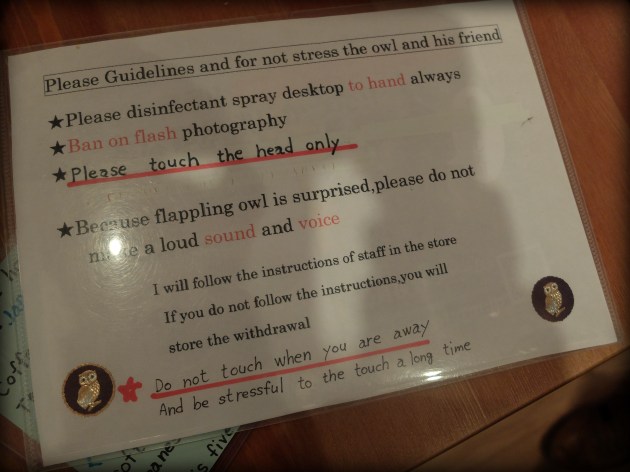 Please Guidelines and for not stress the owl and his friend
★Please disinfectant spray desktop to hand always
★Ban on flash photography
★Please touch the head only
★Because flappling owl is surprised,please do not
make a loud sound and voice
I will follow the instructions of staff in the store
If you do not follow the instructions,you will
store the withdrawal
★ Do not touch when you are away
And be stressful to the touch a long time
five